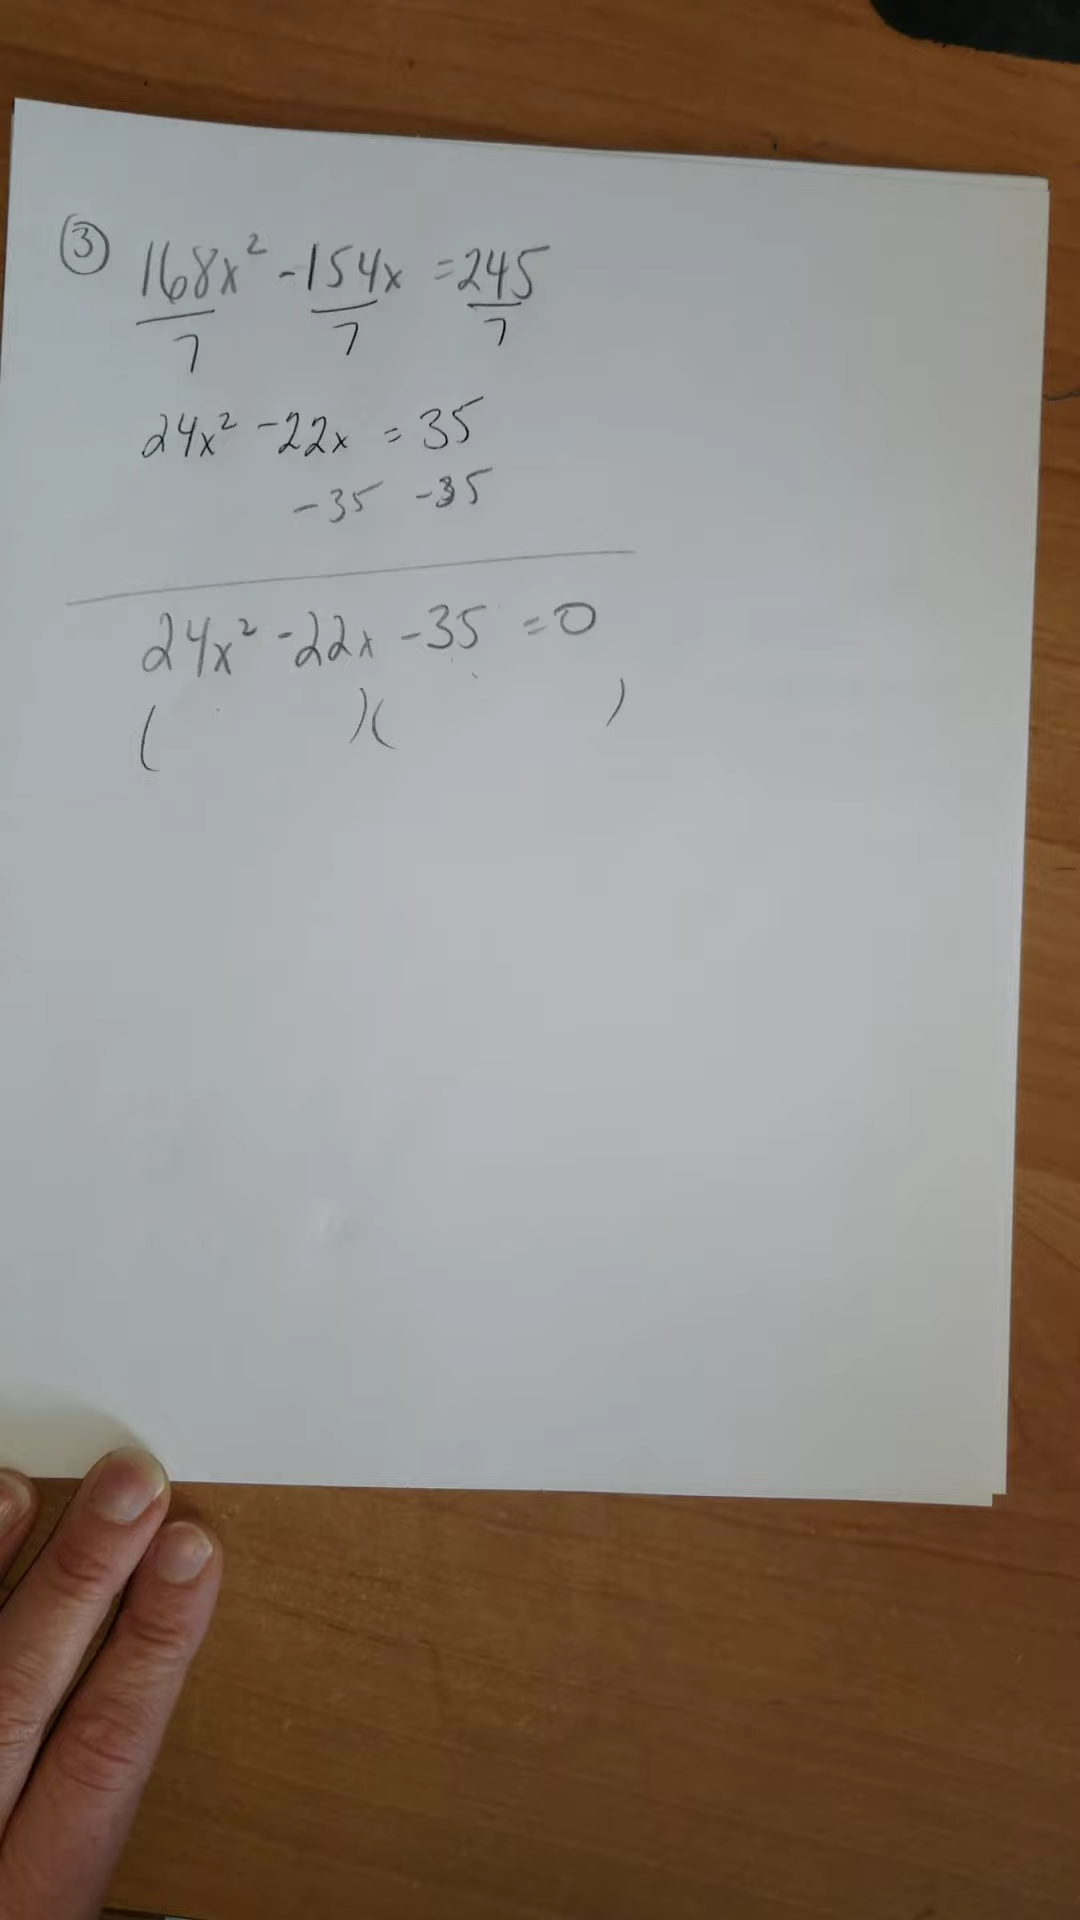 ③ 168x² - 154x = 245
7 7 7
24x² - 22x = 35
- 35 - 35
24x² - 22x - 35 = 0
( )( )